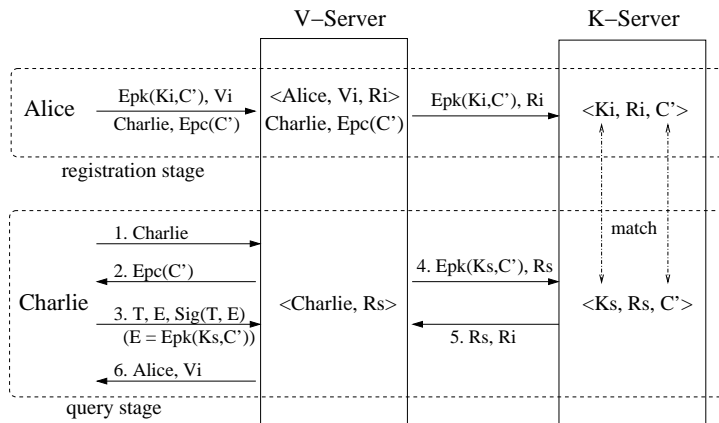 V–Server
K–Server
Alice
Epk(Ki,C’), Vi
Charlie, Epc(C’)
<Alice, Vi, Ri>
Charlie, Epc(C’)
Epk(Ki,C’), Ri
<Ki, Ri, C’>
registration stage
match
Charlie
1. Charlie
2. Epc(C’)
3. T, E, Sig(T, E)
(E = Epk(Ks,C’))
6. Alice, Vi
<Charlie, Rs>
4. Epk(Ks,C’), Rs
5. Rs, Ri
<Ks, Rs, C’>
query stage